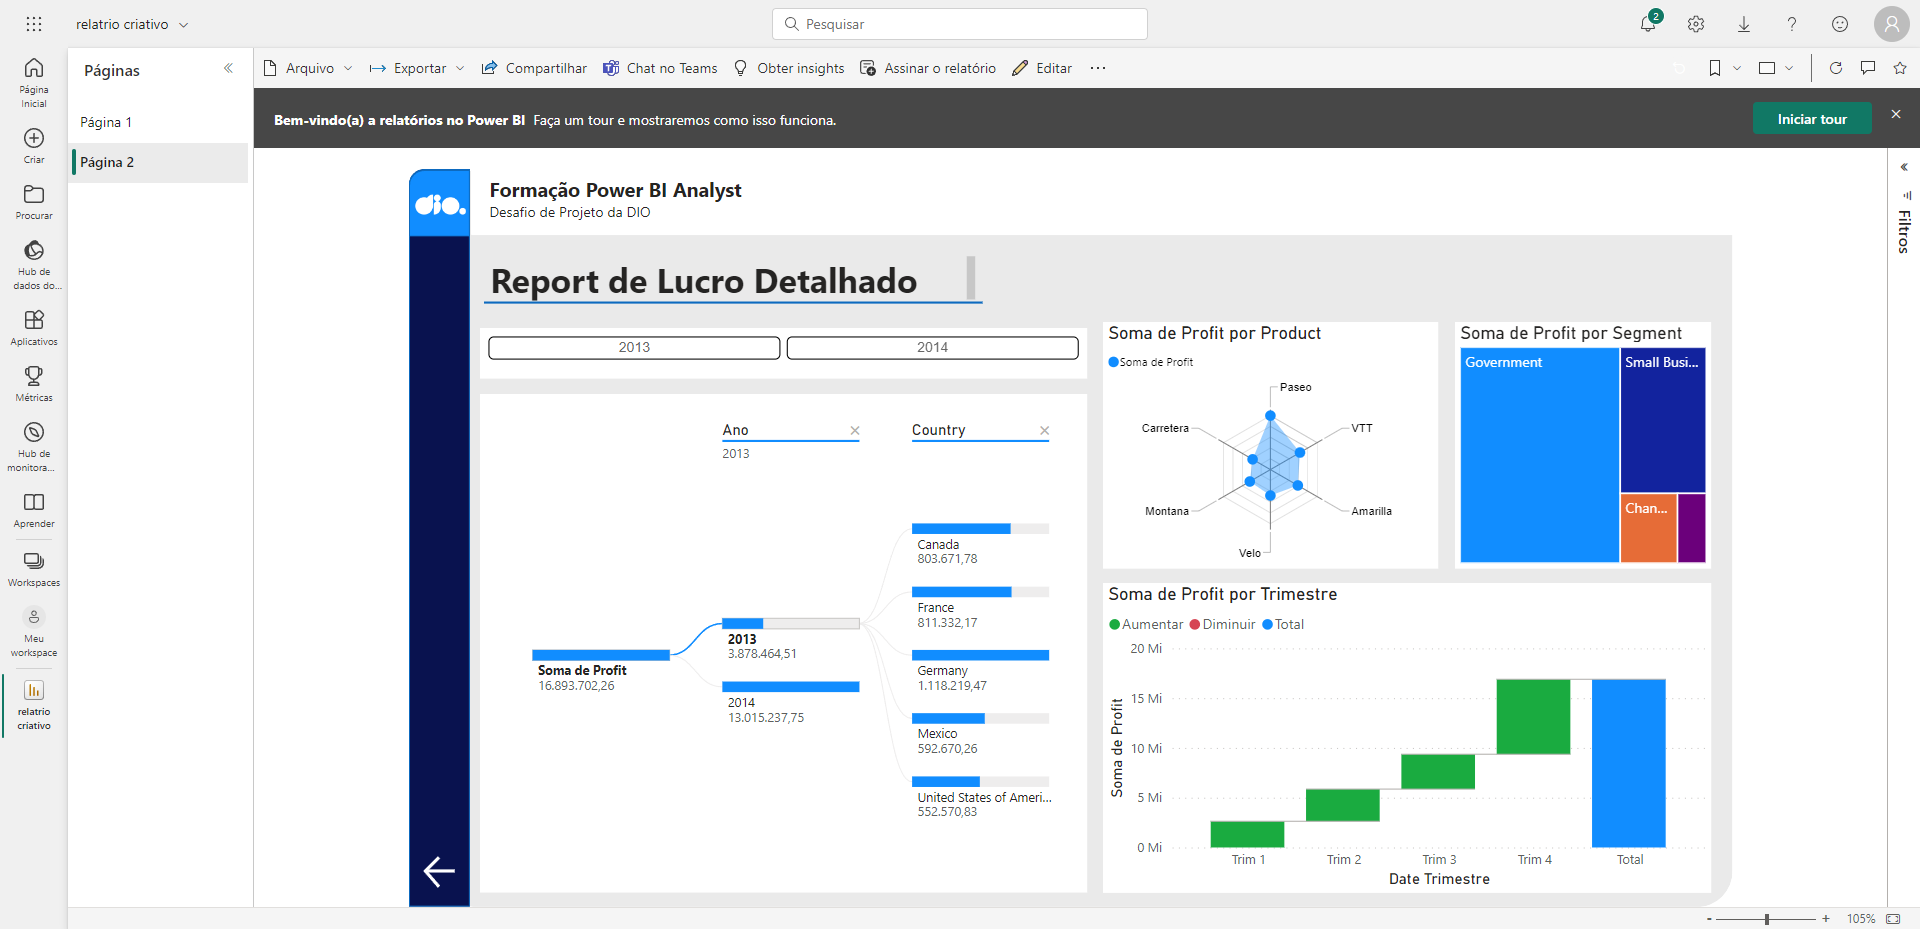 relatrio criativo
Pesquisar
2
Página
Inicial
Criar
Procurar
Hub de
dados do...
Aplicativos
Métricas
Hub de
monitora...
Aprender
Workspaces
Meu
workspace
relatrio
criativo
Páginas
Página 1
Página 2
Arquivo
Exportar
Compartilhar
Chat no Teams
Obter insights
Assinar o relatório
Editar
Bem-vindo(a) a relatórios no Power BI Faça um tour e mostraremos como isso funciona.
Iniciar tour
Filtros
dio.
Formação Power BI Analyst
Desafio de Projeto da DIO
Report de Lucro Detalhado
2013
2014
Ano
2013
Country
Soma de Profit
16.893.702,26
2013
3.878.464,51
2014
13.015.237,75
Canada
803.671,78
France
811.332,17
Germany
1.118.219,47
Mexico
592.670,26
United States of Ameri...
552.570,83
Soma de Profit por Product
Soma de Profit
Paseo
VTT
Amarilla
Velo
Montana
Carretera
Soma de Profit por Segment
Government
Small Busi...
Chan...
Soma de Profit por Trimestre
Aumentar Diminuir Total
Soma de Profit
20 Mi
15 Mi
10 Mi
5 Mi
0 Mi
Trim 1 Trim 2 Trim 3 Trim 4 Total
Date Trimestre
- + 105%